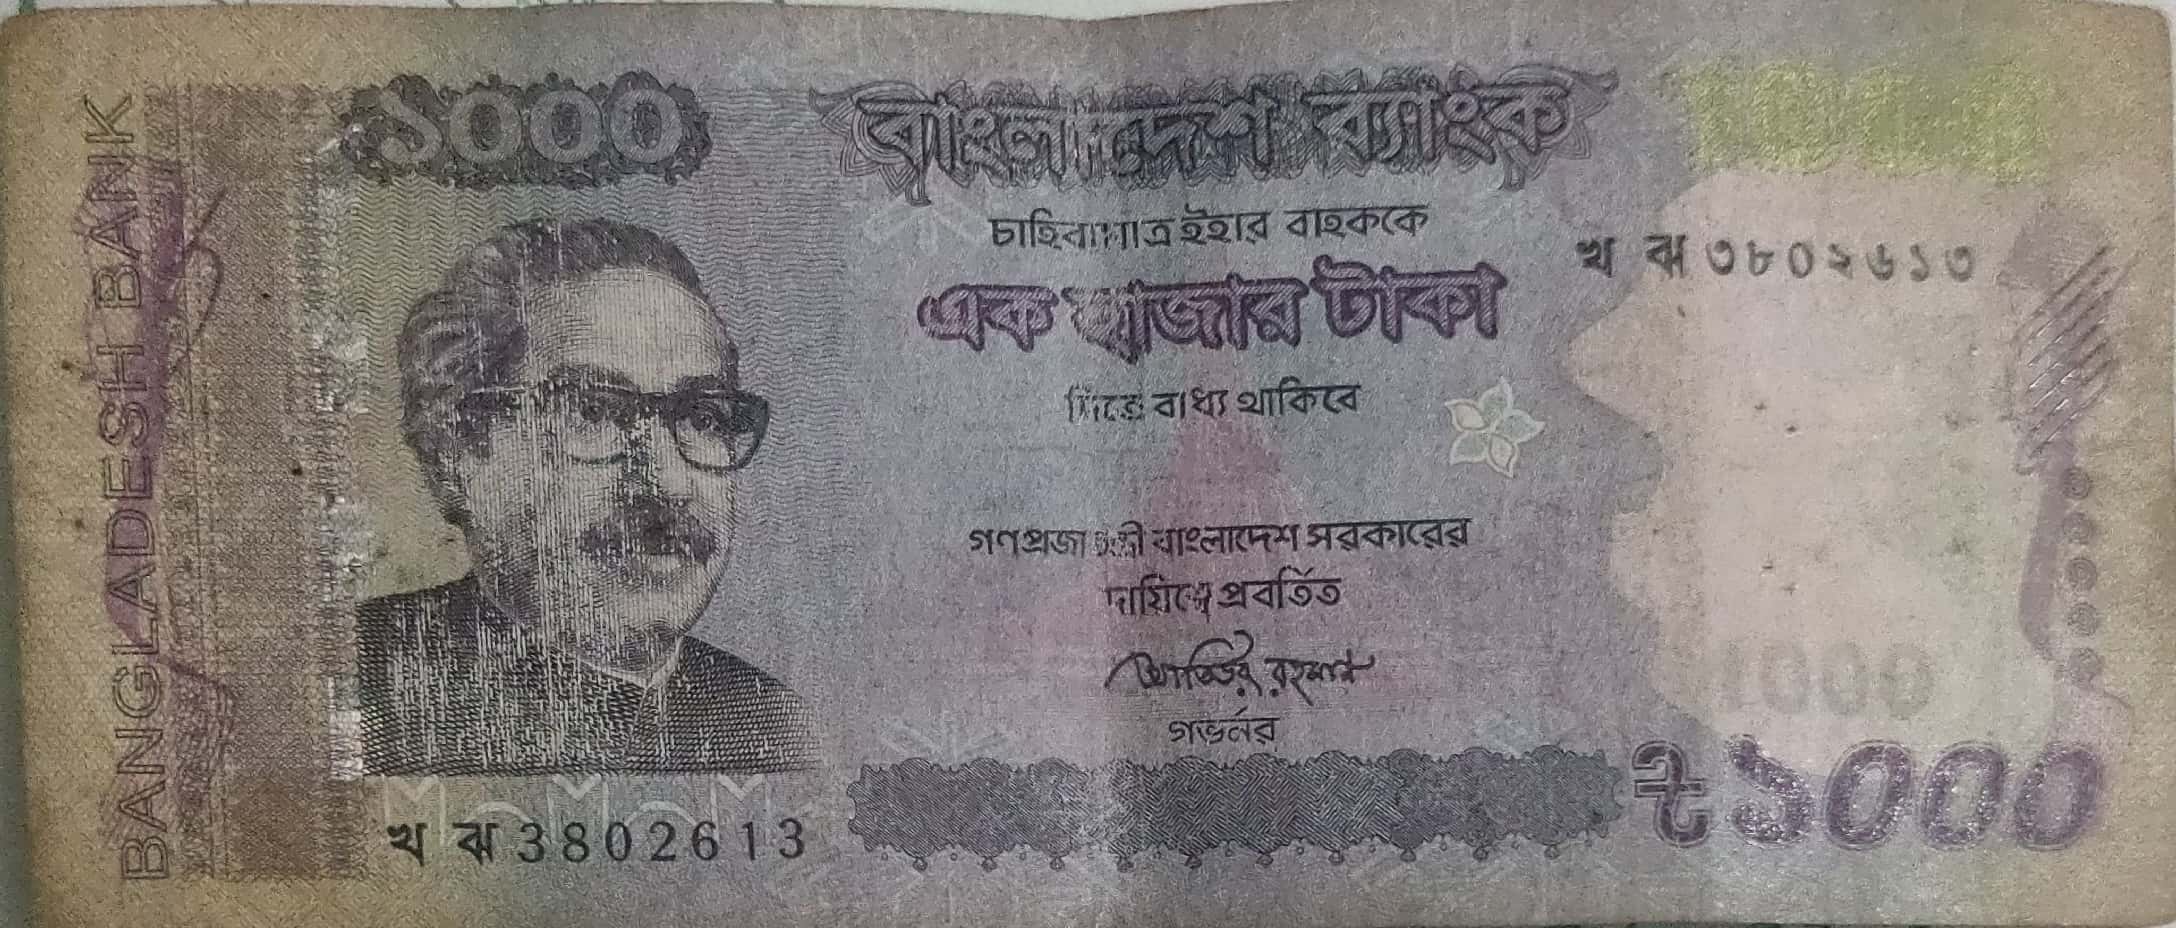 BANGLADESH BANK
১০০০
বাংলাদেশ ব্যাংক
1000
চাহিবামাত্র ইহার বাহককে
খ ঝ ৩৮০২৬১৩
এক হাজার টাকা
দিতে বাধ্য থাকিবে
গণপ্রজাতন্ত্রী বাংলাদেশ সরকারের
দায়িত্বে প্রবর্তিত
আতিউর রহমান
গভর্নর
1000
খ ঝ 3802613
৳১০০০